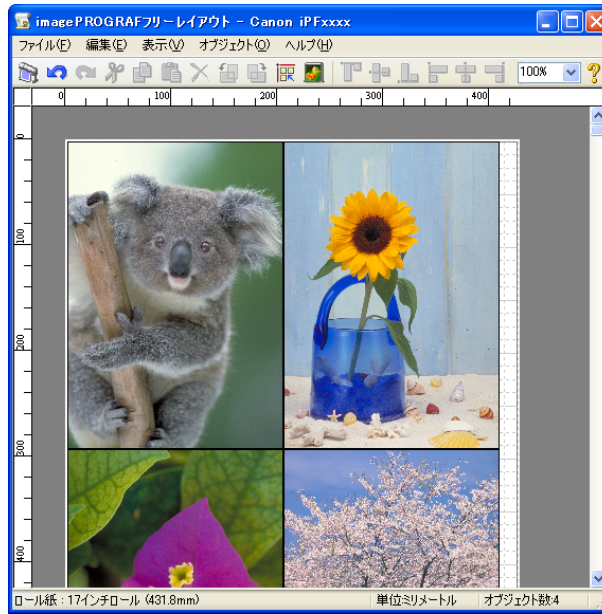 imagePROGRAFフリーレイアウト - Canon iPFxxxx
ファイル(F) 編集(E) 表示(V) オブジェクト(O) ヘルプ(H)
100%
0 100 200 300 400
0
100
200
300
400
ロール紙：17インチロール (431.8mm) 単位:ミリメートル オブジェクト数:4